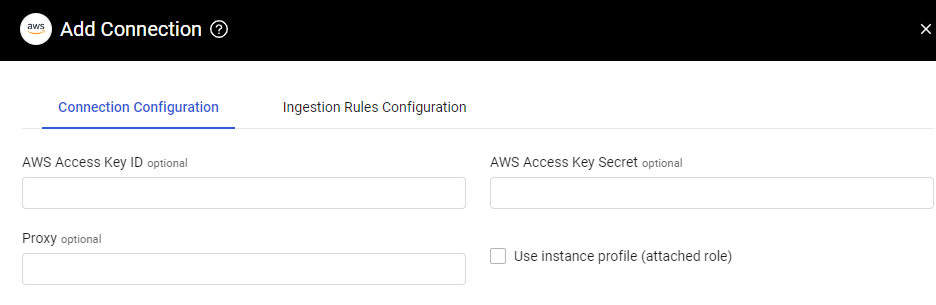 aws Add Connection ?
Connection Configuration Ingestion Rules Configuration
AWS Access Key ID optional AWS Access Key Secret optional
Proxy optional
Use instance profile (attached role)